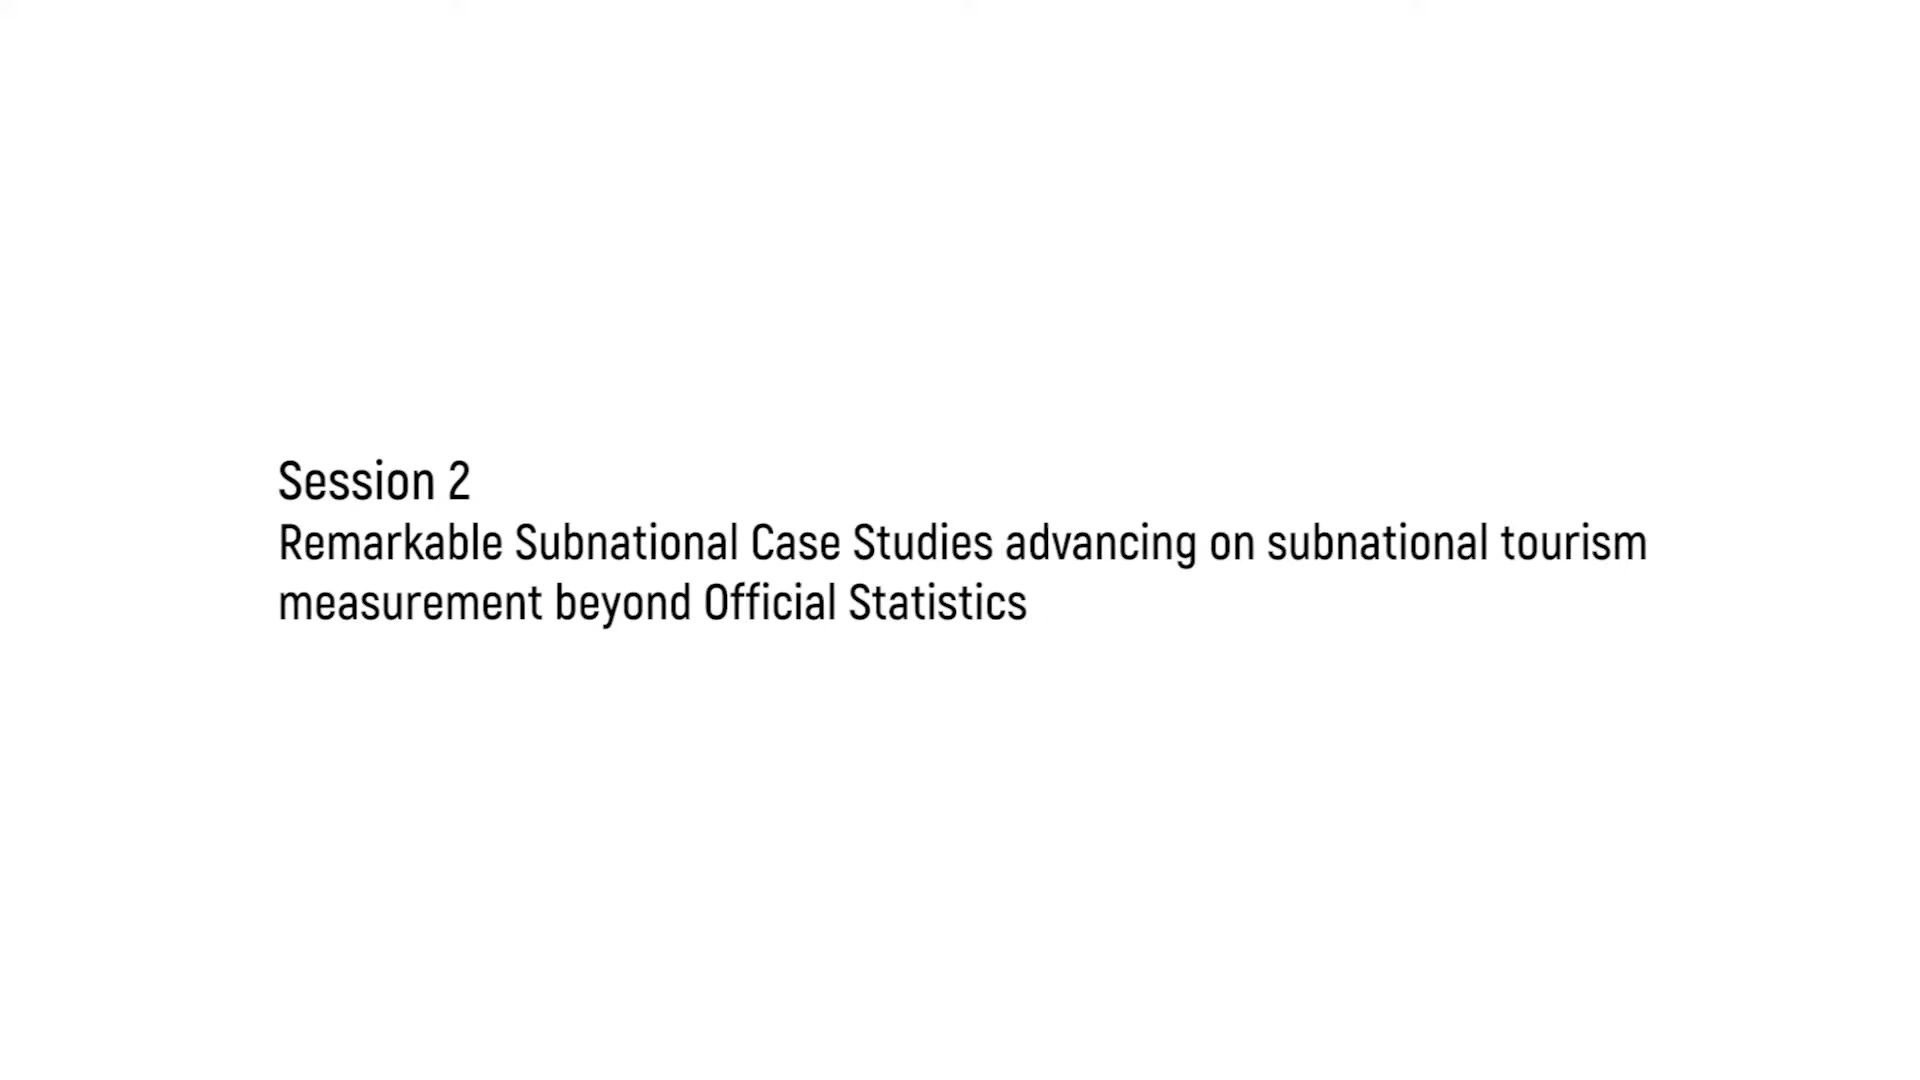 Session 2
Remarkable Subnational Case Studies advancing on subnational tourism
measurement beyond Official Statistics